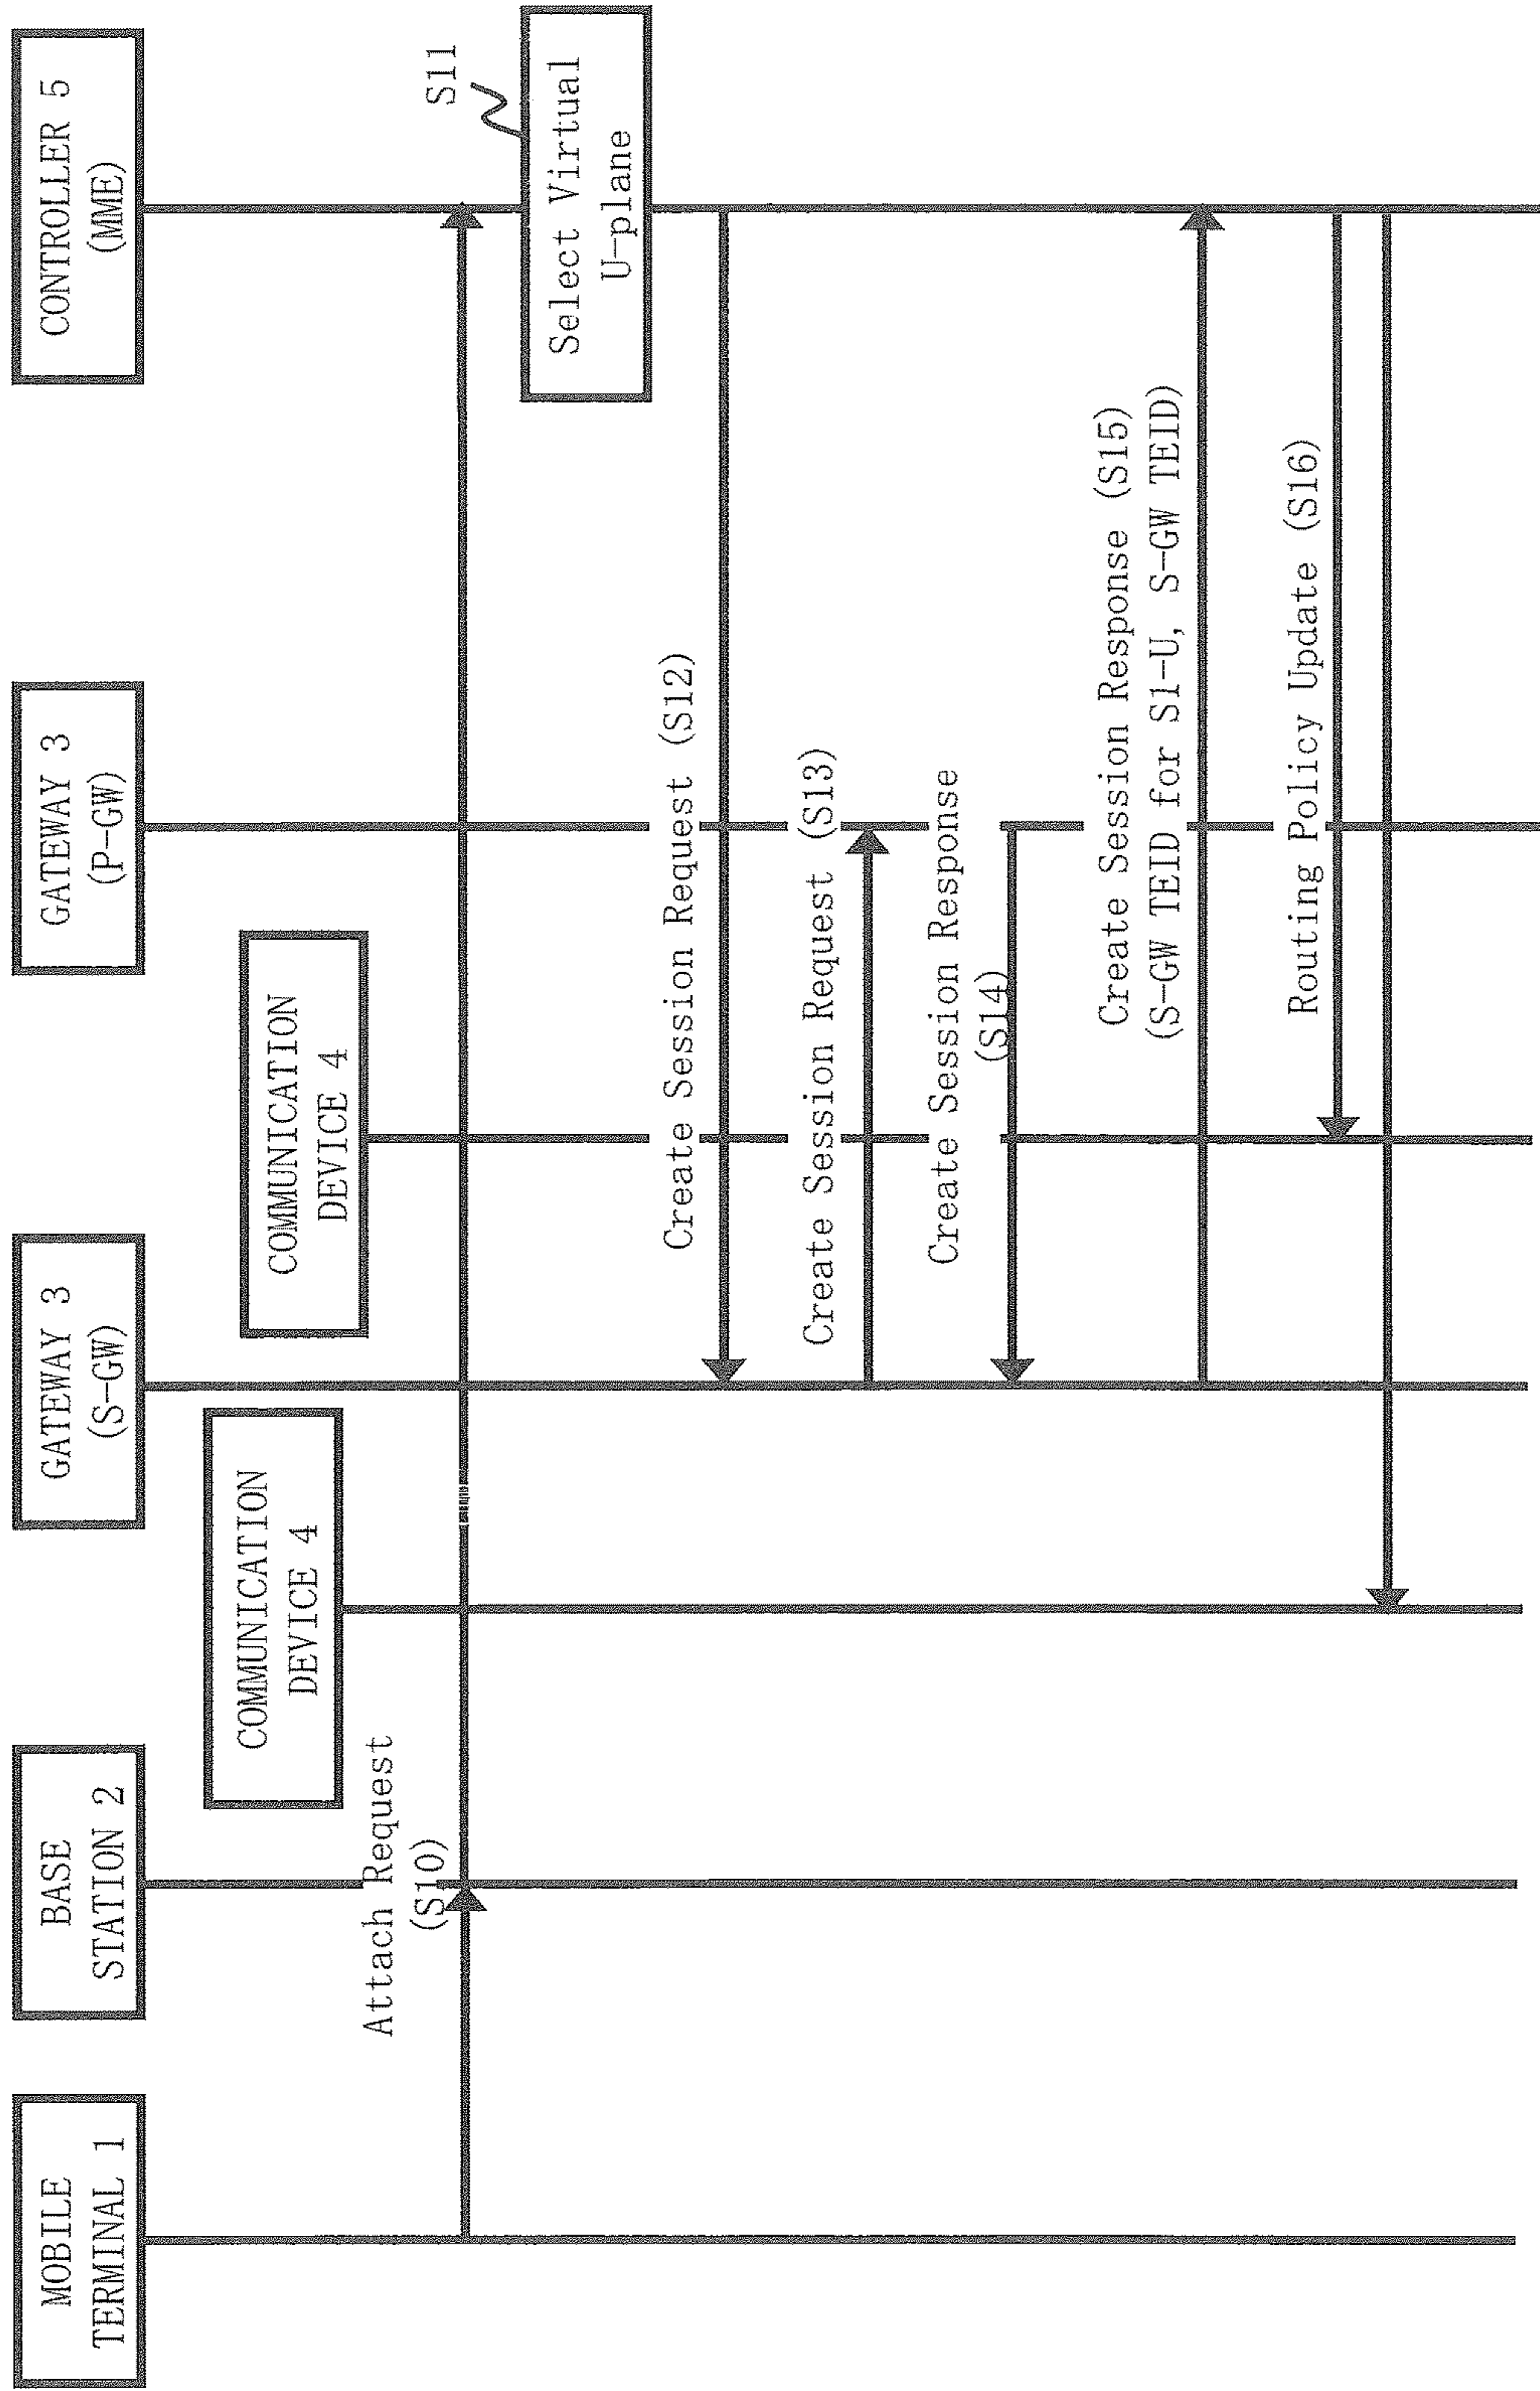 MOBILE
TERMINAL 1
BASE
STATION 2
GATEWAY 3
(S-GW)
GATEWAY 3
(P-GW)
CONTROLLER 5
(MME)
COMMUNICATION
DEVICE 4
COMMUNICATION
DEVICE 4
Attach Request
(S10)
S11
Select Virtual
U-plane
Create Session Request (S12)
Create Session Request (S13)
Create Session Response
(S14)
Create Session Response (S15)
(S-GW TEID for S1-U, S-GW TEID)
Routing Policy Update (S16)